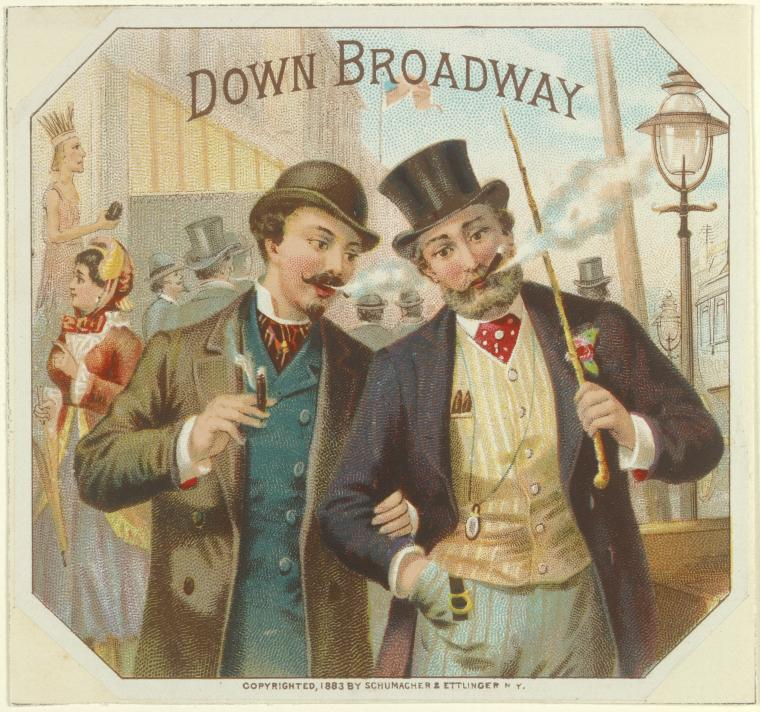 DOWN BROADWAY
COPYRIGHTED, 1883 BY SCHUMACHER & ETTLINGER N Y.